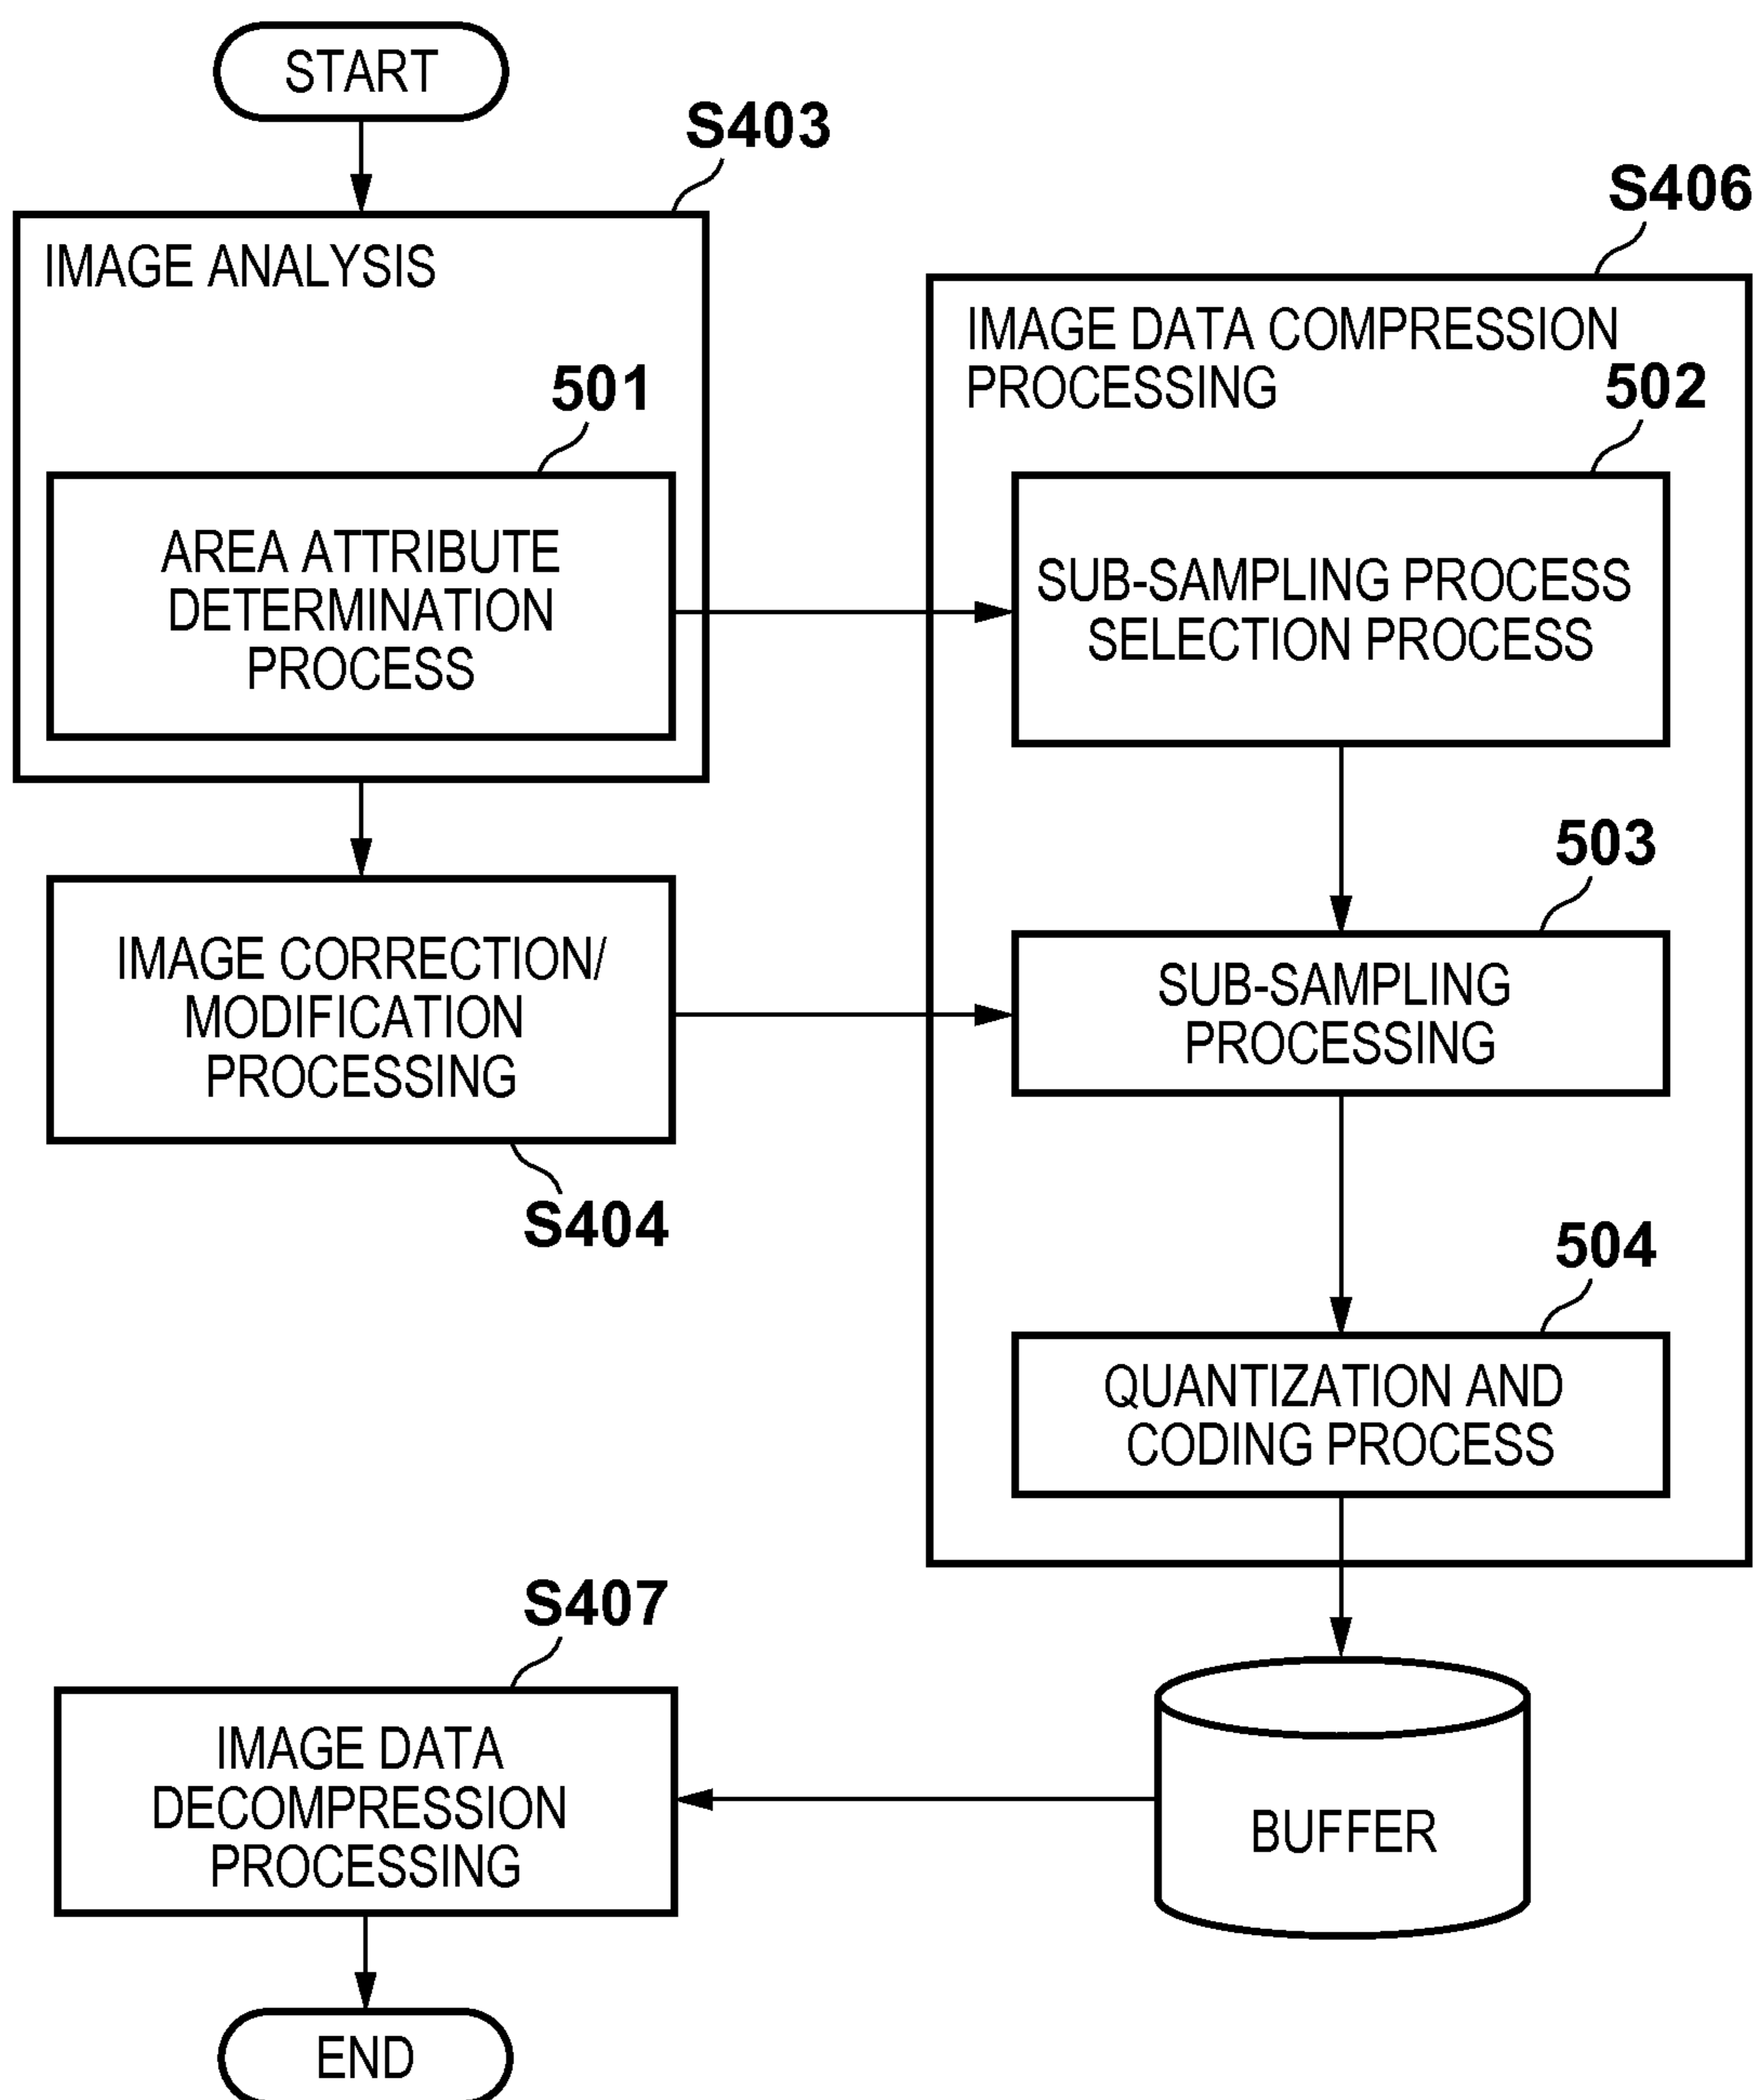 START
S403
IMAGE ANALYSIS
501
AREA ATTRIBUTE
DETERMINATION
PROCESS
S406
IMAGE DATA COMPRESSION
PROCESSING
502
SUB-SAMPLING PROCESS
SELECTION PROCESS
IMAGE CORRECTION/
MODIFICATION
PROCESSING
S404
503
SUB-SAMPLING
PROCESSING
504
QUANTIZATION AND
CODING PROCESS
BUFFER
S407
IMAGE DATA
DECOMPRESSION
PROCESSING
END